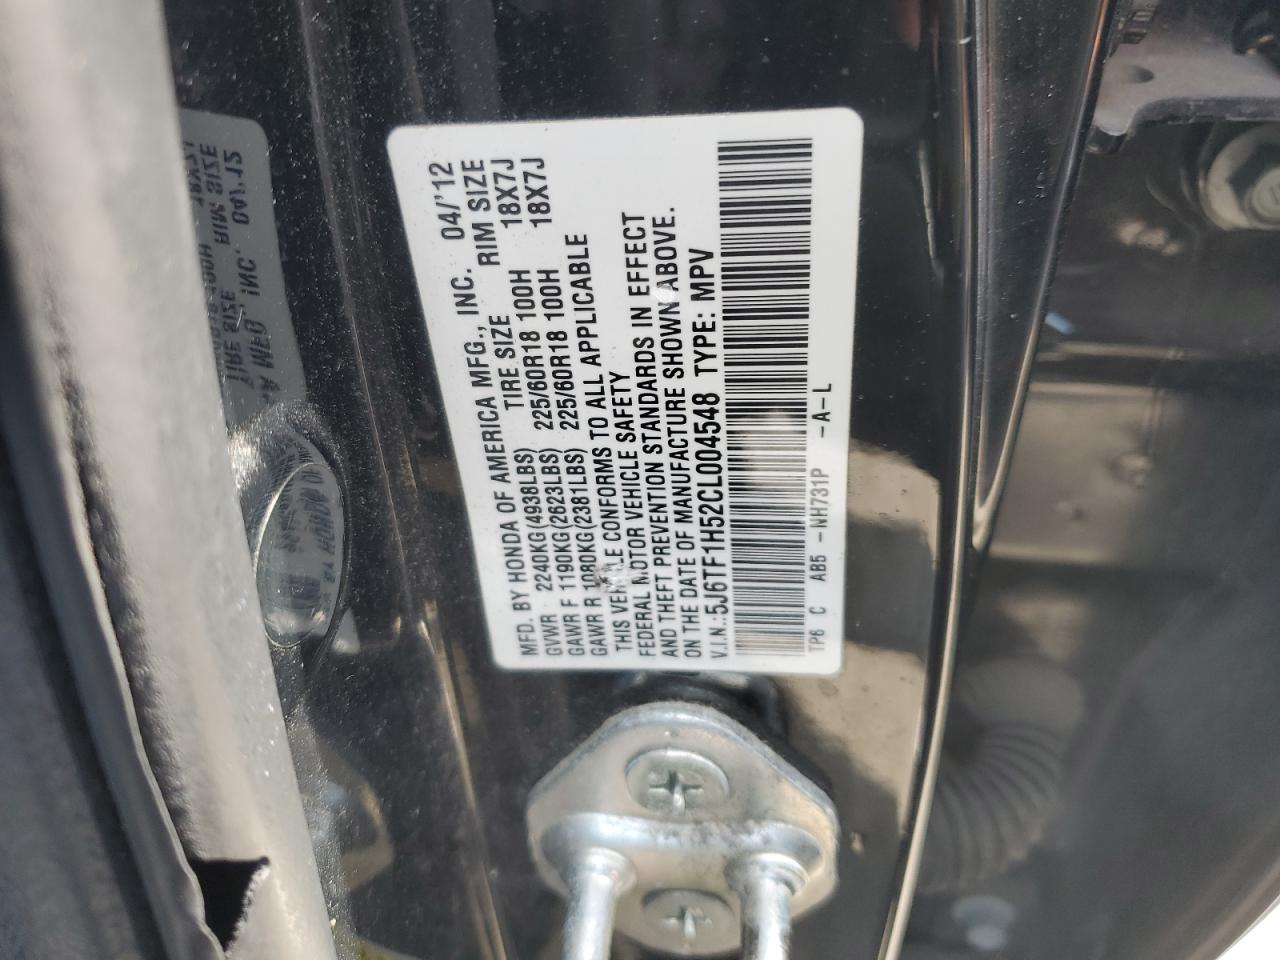 MFD. BY HONDA OF AMERICA MFG., INC. 04/'12
TIRE SIZE RIM SIZE
GVWR 2240KG(4938LBS) 225/60R18 100H 18X7J
GAWR F 1190KG(2623LBS) 225/60R18 100H 18X7J
GAWR R 1080KG(2381LBS)
THIS VEHICLE CONFORMS TO ALL APPLICABLE
FEDERAL MOTOR VEHICLE SAFETY
AND THEFT PREVENTION STANDARDS IN EFFECT
ON THE DATE OF MANUFACTURE SHOWN ABOVE.
V.I.N.:5J6TF1H52CL004548 TYPE: MPV
TP6 C AB5 -NH731P -A-L